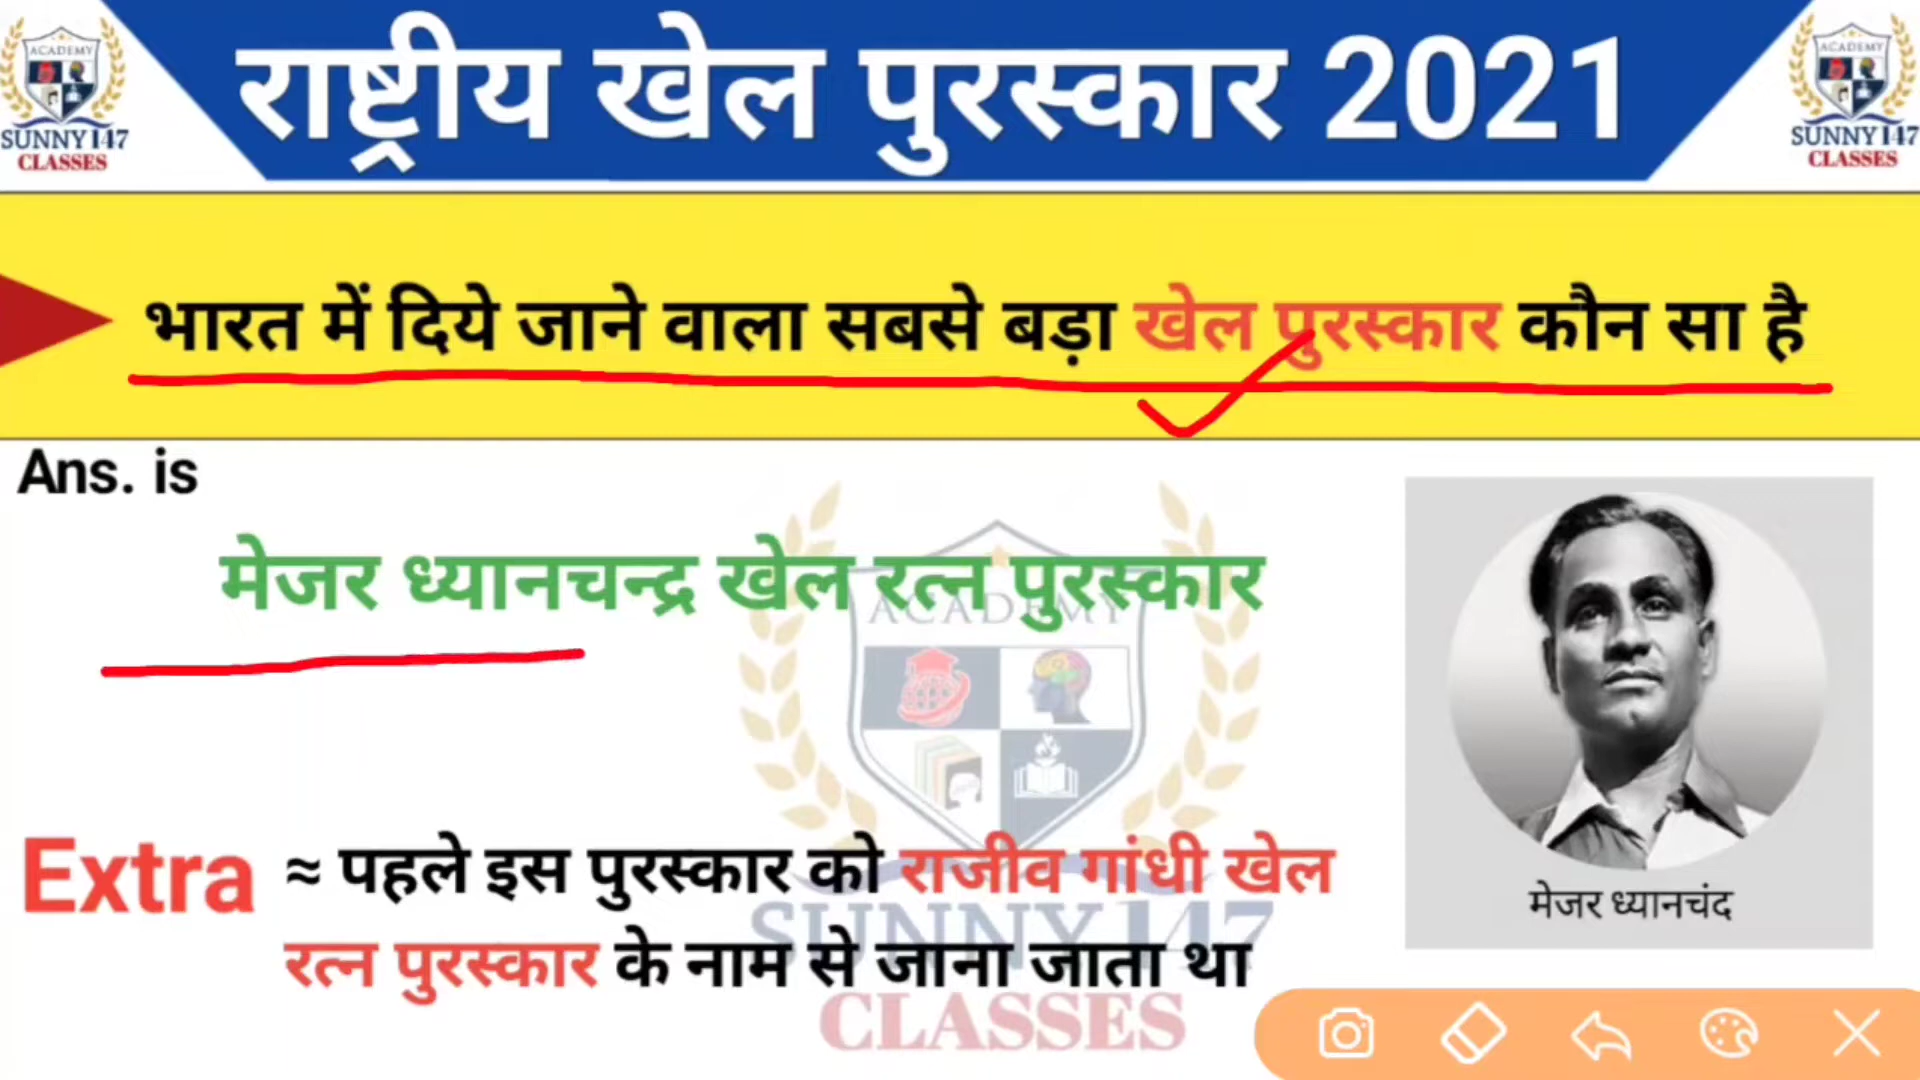 राष्ट्रीय खेल पुरस्कार 2021
ACADEMY
SUNNY 147
CLASSES
ACADEMY
SUNNY 147
CLASSES
भारत में दिये जाने वाला सबसे बड़ा खेल पुरस्कार कौन सा है
Ans. is
मेजर ध्यानचन्द्र खेल रत्न पुरस्कार
ACADEMY
Extra ≈ पहले इस पुरस्कार को राजीव गांधी खेल
रत्न पुरस्कार के नाम से जाना जाता था
SUNNY 147
CLASSES
मेजर ध्यानचंद